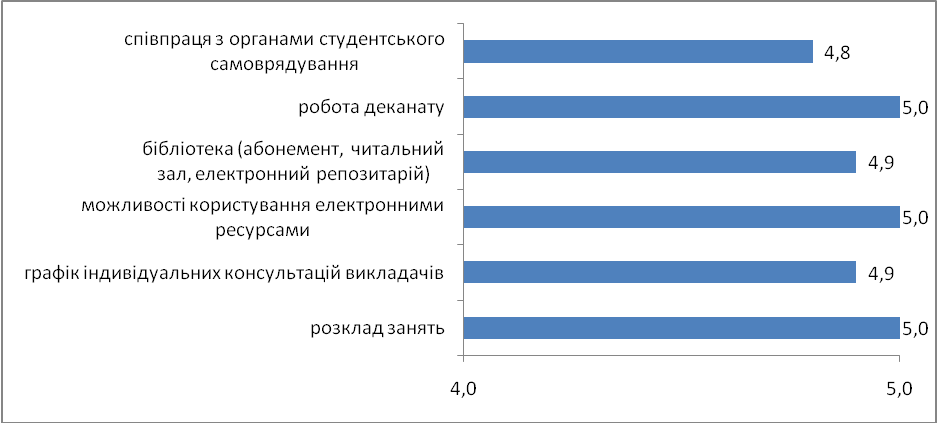 співпраця з органами студентського
самоврядування
4,8
робота деканату
5,0
бібліотека (абонемент, читальний
зал, електронний репозитарій)
4,9
можливості користування електронними
ресурсами
5,0
графік індивідуальних консультацій викладачів
4,9
розклад занять
5,0
4,0
5,0